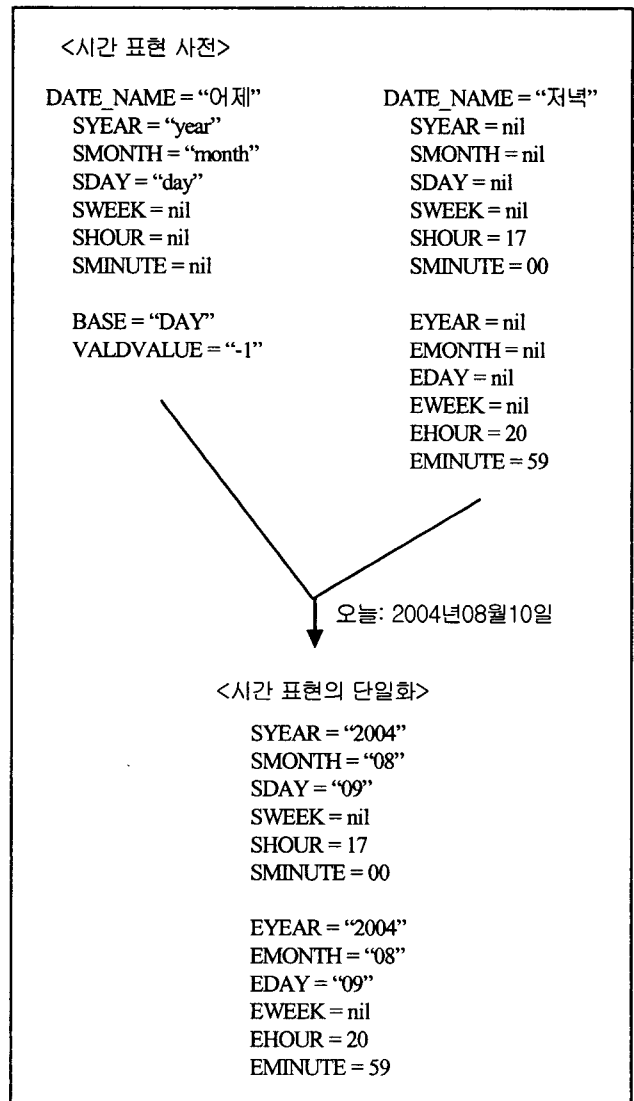 <시간 표현 사전>
DATE_NAME = “어제”
SYEAR = “year”
SMONTH = “month”
SDAY = “day”
SWEEK = nil
SHOUR = nil
SMINUTE = nil
BASE = “DAY”
VALDVALUE = “-1”
DATE_NAME = “저녁”
SYEAR = nil
SMONTH = nil
SDAY = nil
SWEEK = nil
SHOUR = 17
SMINUTE = 00
EYEAR = nil
EMONTH = nil
EDAY = nil
EWEEK = nil
EHOUR = 20
EMINUTE = 59
오늘: 2004년08월10일
<시간 표현의 단일화>
SYEAR = “2004”
SMONTH = “08”
SDAY = “09”
SWEEK = nil
SHOUR = 17
SMINUTE = 00
EYEAR = “2004”
EMONTH = “08”
EDAY = “09”
EWEEK = nil
EHOUR = 20
EMINUTE = 59